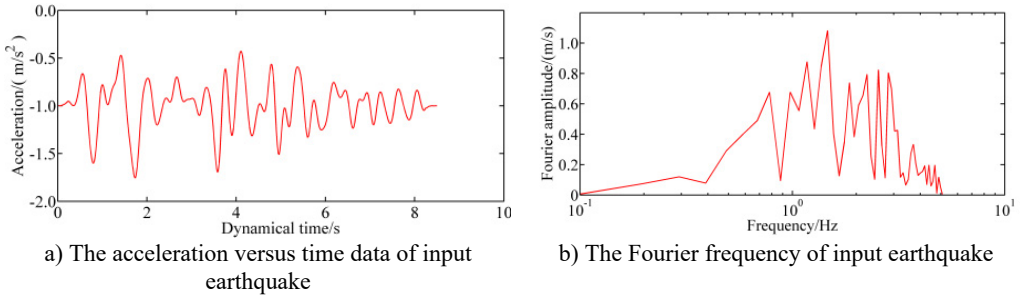 0.0
-0.5
-1.0
-1.5
-2.0
Acceleration/( m/s² )
0 2 4 6 8 10
Dynamical time/s
a) The acceleration versus time data of input
earthquake
1.0
0.8
0.6
0.4
0.2
0
Fourier amplitude/(m/s)
10⁻¹ 10⁰ 10¹
Frequency/Hz
b) The Fourier frequency of input earthquake